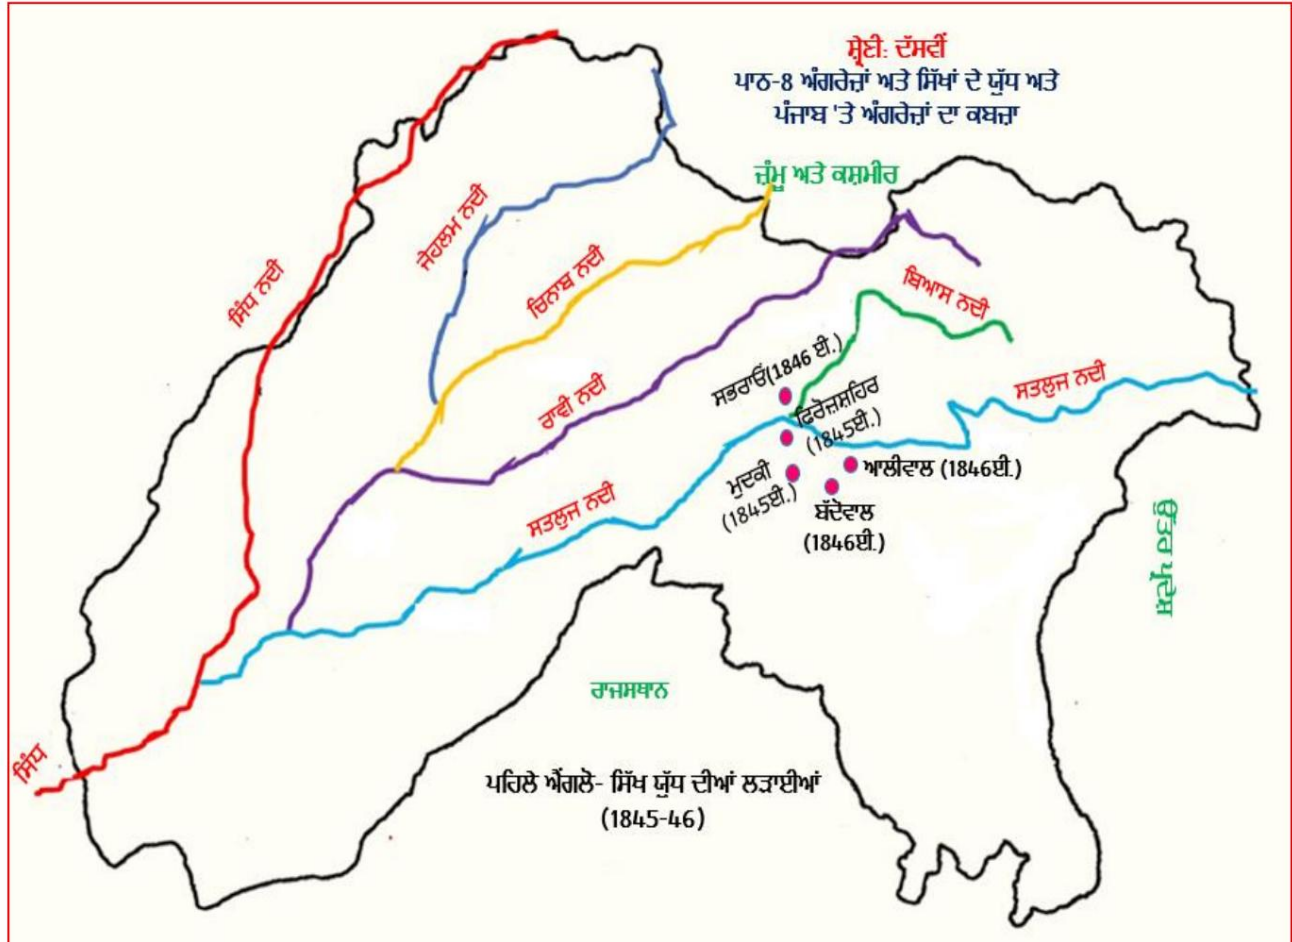 ਸ਼੍ਰੇਣੀ: ਦੱਸਵੀਂ
ਪਾਠ-8 ਅੰਗਰੇਜ਼ਾਂ ਅਤੇ ਸਿੱਖਾਂ ਦੇ ਯੁੱਧ ਅਤੇ
ਪੰਜਾਬ 'ਤੇ ਅੰਗਰੇਜ਼ਾਂ ਦਾ ਕਬਜ਼ਾ
ਜ਼ੰਮੂ ਅਤੇ ਕਸ਼ਮੀਰ
ਜੇਹਲਮ ਨਦੀ
ਸਿੰਧ ਨਦੀ
ਚਿਨਾਬ ਨਦੀ
ਬਿਆਸ ਨਦੀ
ਰਾਵੀ ਨਦੀ
ਸਭਰਾਓਂ(1846 ਈ.)
ਸਤਲੁਜ ਨਦੀ
ਫਿਰੋਜ਼ਸ਼ਹਿਰ
(1845ਈ.)
ਮੁਦਕੀ
(1845ਈ.)
ਆਲੀਵਾਲ (1846ਈ.)
ਬੱਦੋਵਾਲ
(1846ਈ.)
ਸਤਲੁਜ ਨਦੀ
ਉੱਤਰ ਪ੍ਰਦੇਸ਼
ਰਾਜਸਥਾਨ
ਸਿੰਧ
ਪਹਿਲੇ ਐਂਗਲੋ- ਸਿੱਖ ਯੁੱਧ ਦੀਆਂ ਲੜਾਈਆਂ
(1845-46)